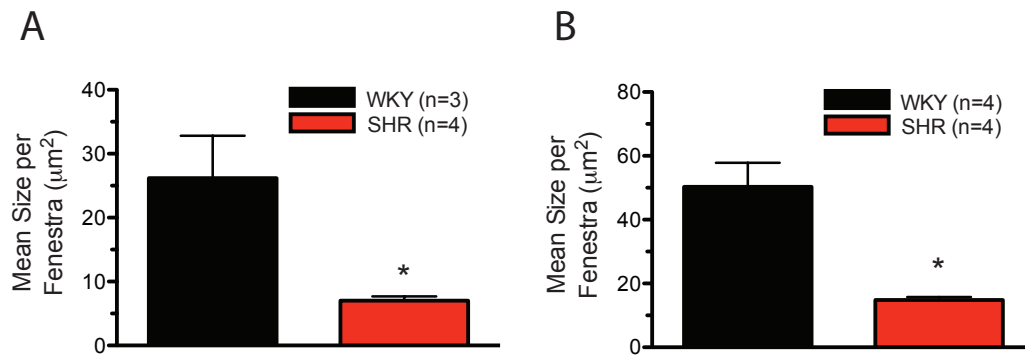 A
Mean Size per
Fenestra (μm²)
40
30
20
10
0
WKY (n=3)
SHR (n=4)
*
B
Mean Size per
Fenestra (μm²)
80
60
40
20
0
WKY (n=4)
SHR (n=4)
*